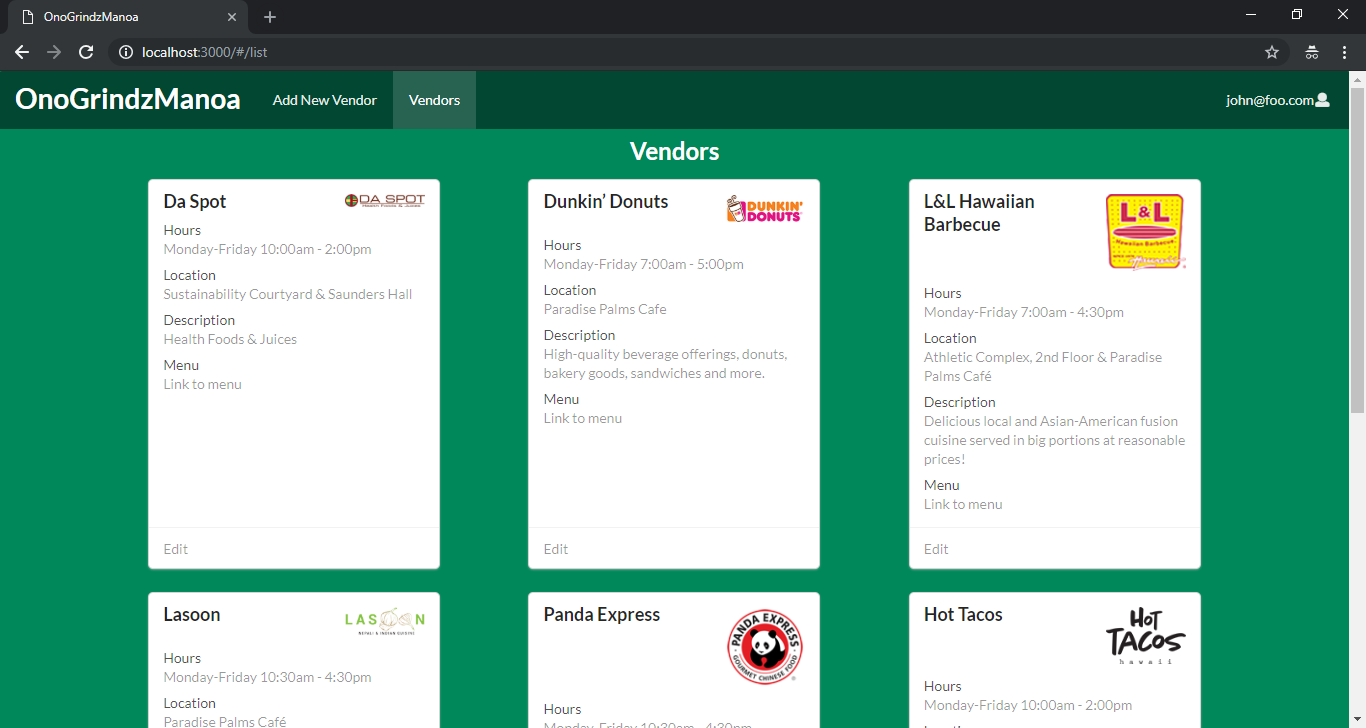 OnoGrindzManoa
localhost:3000/#/list
OnoGrindzManoa Add New Vendor Vendors john@foo.com
Vendors
Da Spot
DA SPOT
Health Foods & Juices
Hours
Monday-Friday 10:00am - 2:00pm
Location
Sustainability Courtyard & Saunders Hall
Description
Health Foods & Juices
Menu
Link to menu
Edit
Dunkin’ Donuts
DUNKIN'
DONUTS
Hours
Monday-Friday 7:00am - 5:00pm
Location
Paradise Palms Cafe
Description
High-quality beverage offerings, donuts,
bakery goods, sandwiches and more.
Menu
Link to menu
Edit
L&L Hawaiian
Barbecue
L&L
Hawaiian Barbecue
Hours
Monday-Friday 7:00am - 4:30pm
Location
Athletic Complex, 2nd Floor & Paradise
Palms Café
Description
Delicious local and Asian-American fusion
cuisine served in big portions at reasonable
prices!
Menu
Link to menu
Edit
Lasoon
LASOON
NEPALI & INDIAN CUISINE
Hours
Monday-Friday 10:30am - 4:30pm
Location
Paradise Palms Café
Panda Express
PANDA EXPRESS
GOURMET CHINESE FOOD
Hours
Monday-Friday 10:30am - 4:30pm
Hot Tacos
HOT
TACOS
hawaii
Hours
Monday-Friday 10:00am - 2:00pm